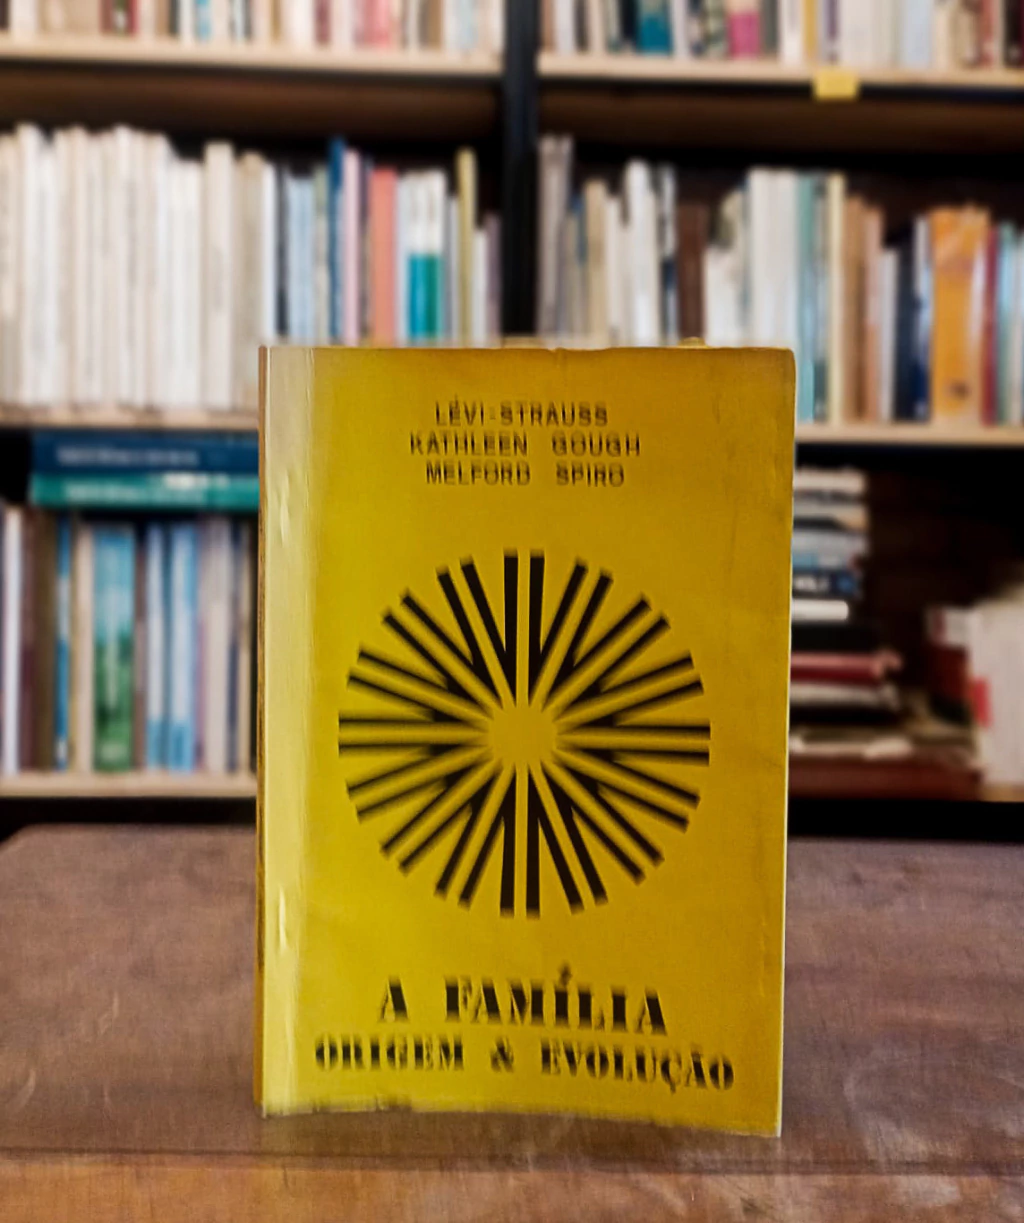 LÉVI-STRAUSS
KATHLEEN GOUGH
MELFORD SPIRO
A FAMÍLIA
ORIGEM & EVOLUÇÃO